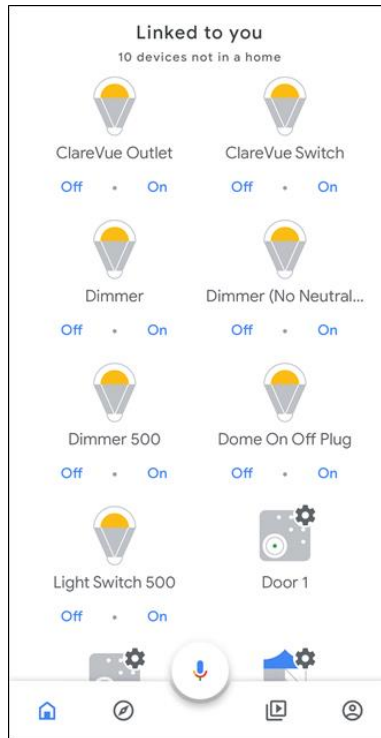 Linked to you
10 devices not in a home
ClareVue Outlet
ClareVue Switch
Off • On
Off • On
Dimmer
Dimmer (No Neutral...
Off • On
Off • On
Dimmer 500
Dome On Off Plug
Off • On
Off • On
Light Switch 500
Door 1
Off • On